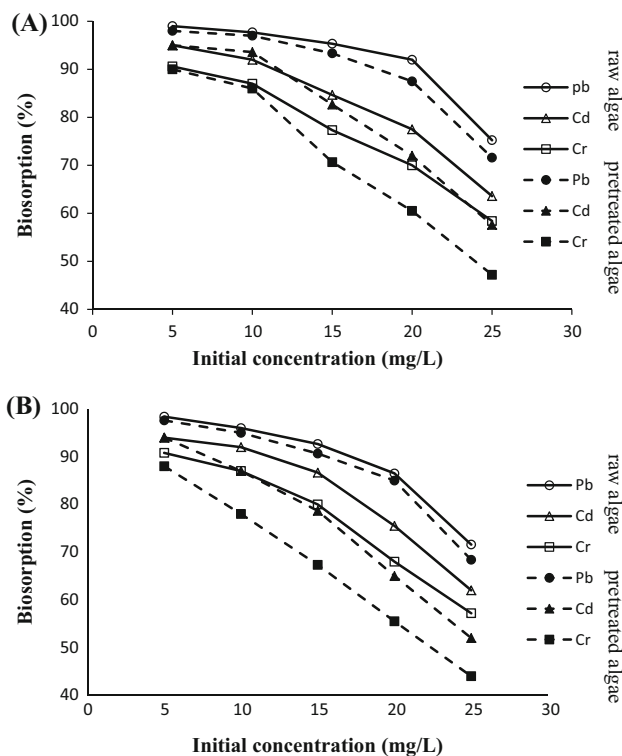 (A)
100
90
80
70
60
50
40
0
5
10
15
20
25
30
Biosorption (%)
Initial concentration (mg/L)
pb
Cd
Cr
Pb
Cd
Cr
raw algae
pretreated algae
(B)
100
90
80
70
60
50
40
0
5
10
15
20
25
30
Biosorption (%)
Initial concentration (mg/L)
Pb
Cd
Cr
Pb
Cd
Cr
raw algae
pretreated algae